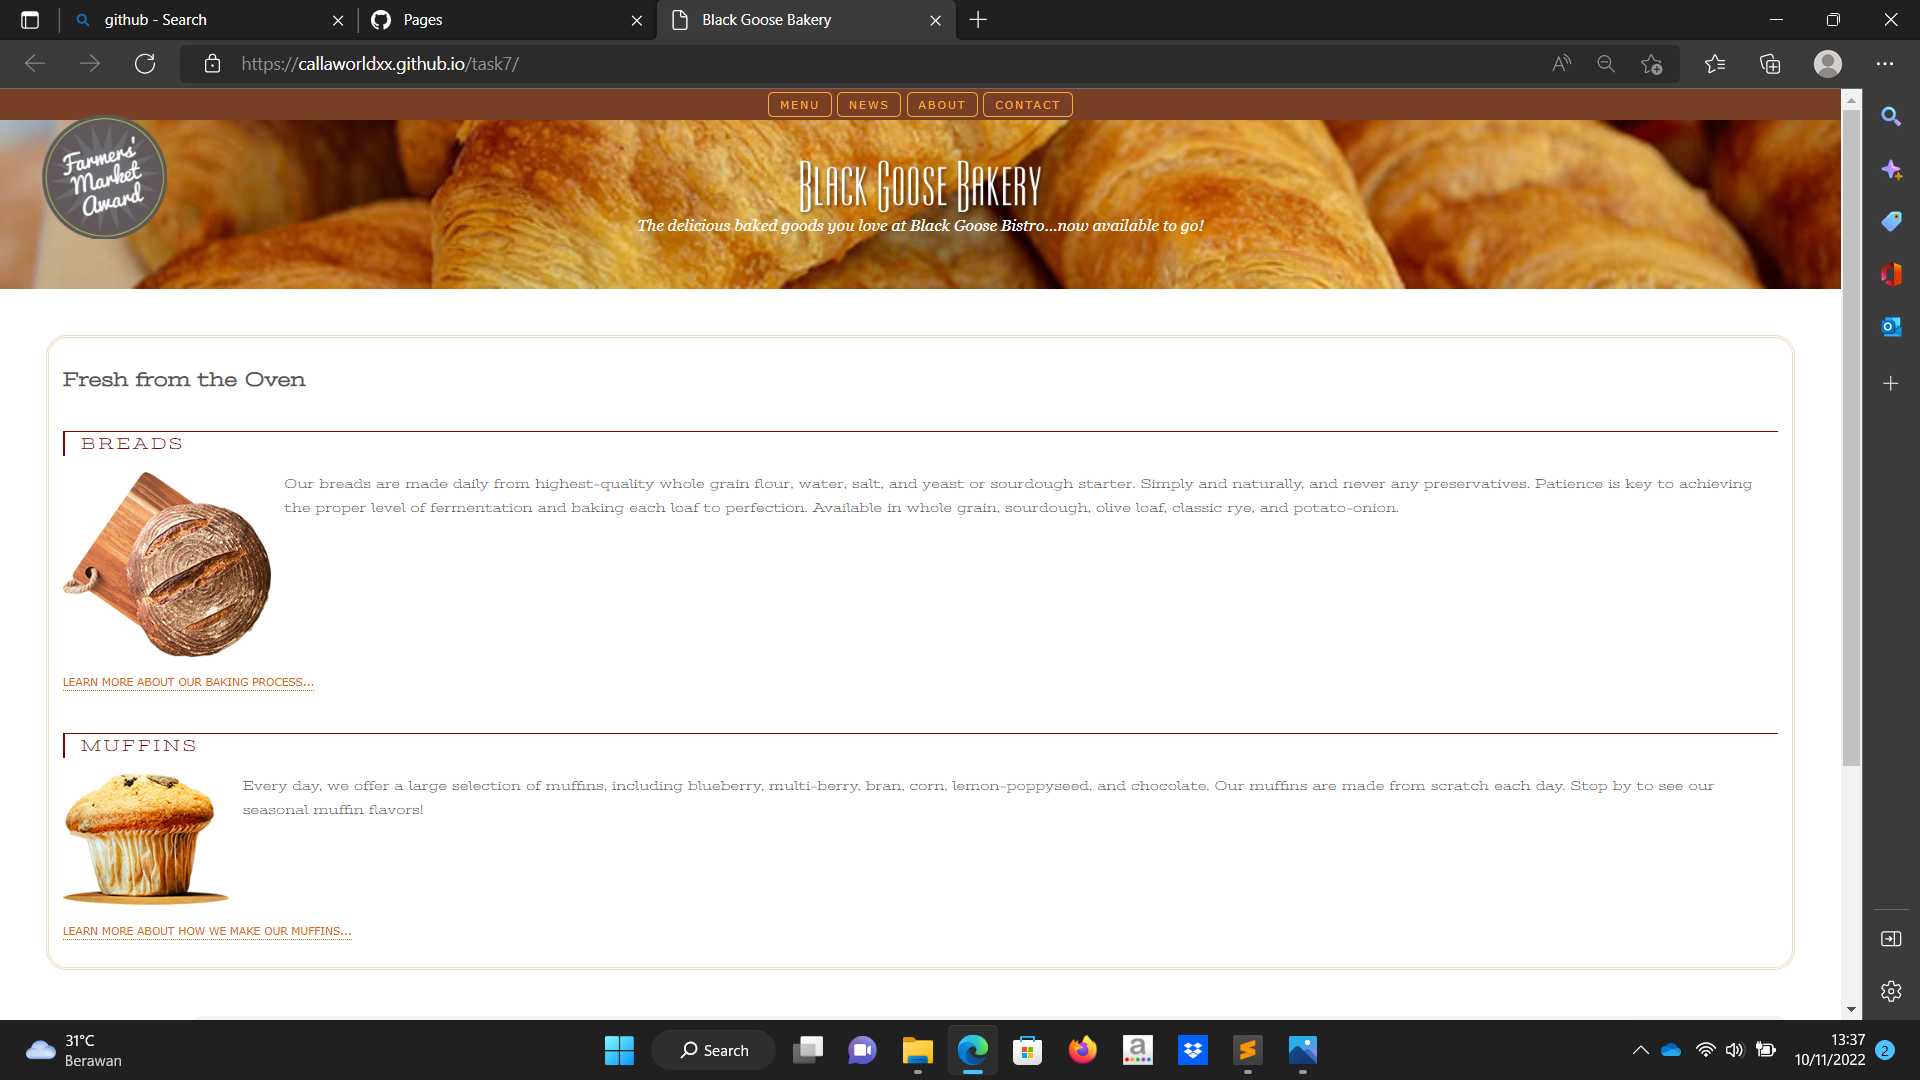 github - Search
Pages
Black Goose Bakery
https://callaworldxx.github.io/task7/
MENU NEWS ABOUT CONTACT
Farmers'
Market
Award
BLACK GOOSE BAKERY
The delicious baked goods you love at Black Goose Bistro...now available to go!
Fresh from the Oven
BREADS
Our breads are made daily from highest-quality whole grain flour, water, salt, and yeast or sourdough starter. Simply and naturally, and never any preservatives. Patience is key to achieving
the proper level of fermentation and baking each loaf to perfection. Available in whole grain, sourdough, olive loaf, classic rye, and potato-onion.
LEARN MORE ABOUT OUR BAKING PROCESS...
MUFFINS
Every day, we offer a large selection of muffins, including blueberry, multi-berry, bran, corn, lemon-poppyseed, and chocolate. Our muffins are made from scratch each day. Stop by to see our
seasonal muffin flavors!
LEARN MORE ABOUT HOW WE MAKE OUR MUFFINS...
31°C
Berawan
Search
13:37
10/11/2022
2